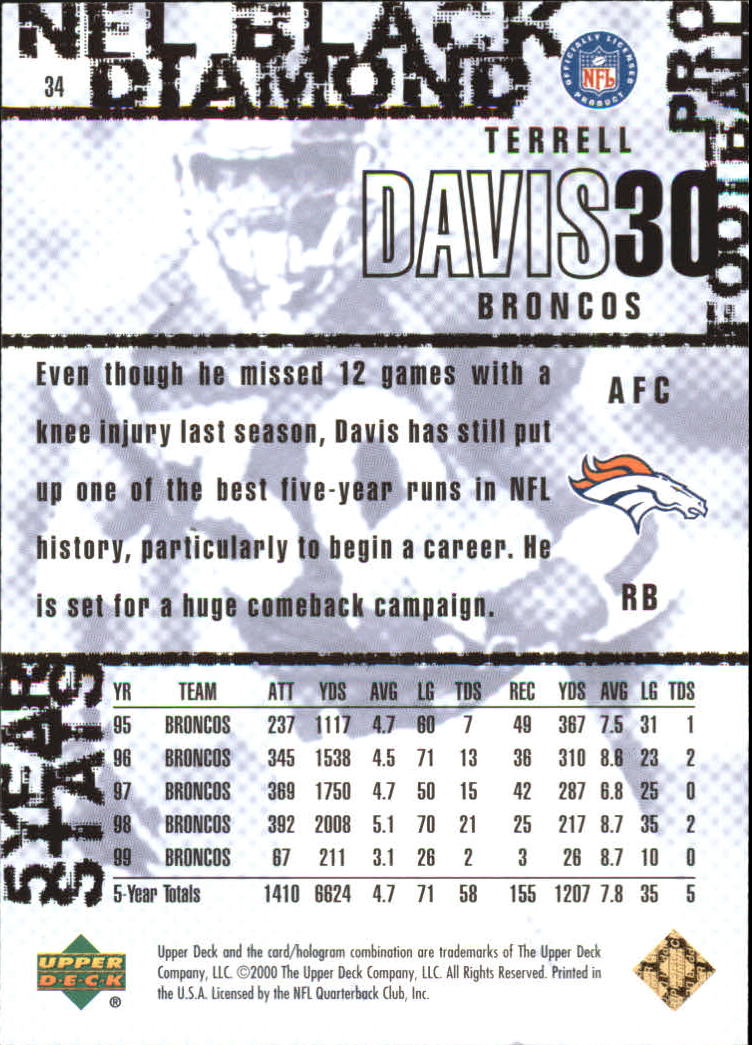 NFL BLACK
DIAMOND
34
OFFICIALLY LICENSED
NFL
PRODUCT
PRO
FOOTBALL
TERRELL
DAVIS30
BRONCOS
Even though he missed 12 games with a
knee injury last season, Davis has still put
up one of the best five-year runs in NFL
history, particularly to begin a career. He
is set for a huge comeback campaign.
AFC
RB
5 YEAR
STATS
YR TEAM ATT YDS AVG LG TDS REC YDS AVG LG TDS
95 BRONCOS 237 1117 4.7 60 7 49 367 7.5 31 1
96 BRONCOS 345 1538 4.5 71 13 36 310 8.6 23 2
97 BRONCOS 369 1750 4.7 50 15 42 287 6.8 25 0
98 BRONCOS 392 2008 5.1 70 21 25 217 8.7 35 2
99 BRONCOS 67 211 3.1 26 2 3 26 8.7 10 0
5-Year Totals 1410 6624 4.7 71 58 155 1207 7.8 35 5
UPPER
DECK
®
Upper Deck and the card/hologram combination are trademarks of The Upper Deck
Company, LLC. ©2000 The Upper Deck Company, LLC. All Rights Reserved. Printed in
the U.S.A. Licensed by the NFL Quarterback Club, Inc.